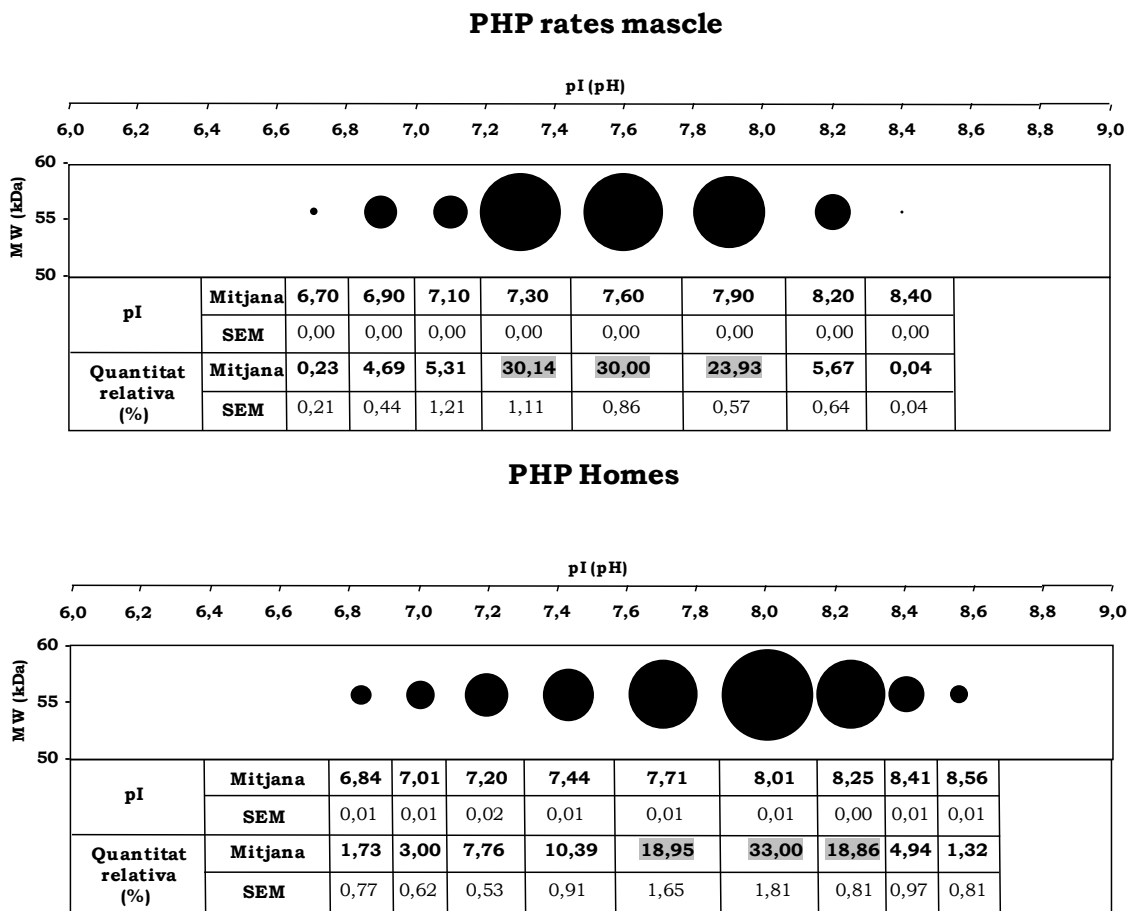 PHP rates mascle
pI (pH)
6,0 6,2 6,4 6,6 6,8 7,0 7,2 7,4 7,6 7,8 8,0 8,2 8,4 8,6 8,8 9,0
60
55
50
MW (kDa)
pI Mitjana 6,70 6,90 7,10 7,30 7,60 7,90 8,20 8,40
SEM 0,00 0,00 0,00 0,00 0,00 0,00 0,00 0,00
Quantitat relativa (%) Mitjana 0,23 4,69 5,31 30,14 30,00 23,93 5,67 0,04
SEM 0,21 0,44 1,21 1,11 0,86 0,57 0,64 0,04
PHP Homes
pI (pH)
6,0 6,2 6,4 6,6 6,8 7,0 7,2 7,4 7,6 7,8 8,0 8,2 8,4 8,6 8,8 9,0
60
55
50
MW (kDa)
pI Mitjana 6,84 7,01 7,20 7,44 7,71 8,01 8,25 8,41 8,56
SEM 0,01 0,01 0,02 0,01 0,01 0,01 0,00 0,01 0,01
Quantitat relativa (%) Mitjana 1,73 3,00 7,76 10,39 18,95 33,00 18,86 4,94 1,32
SEM 0,77 0,62 0,53 0,91 1,65 1,81 0,81 0,97 0,81